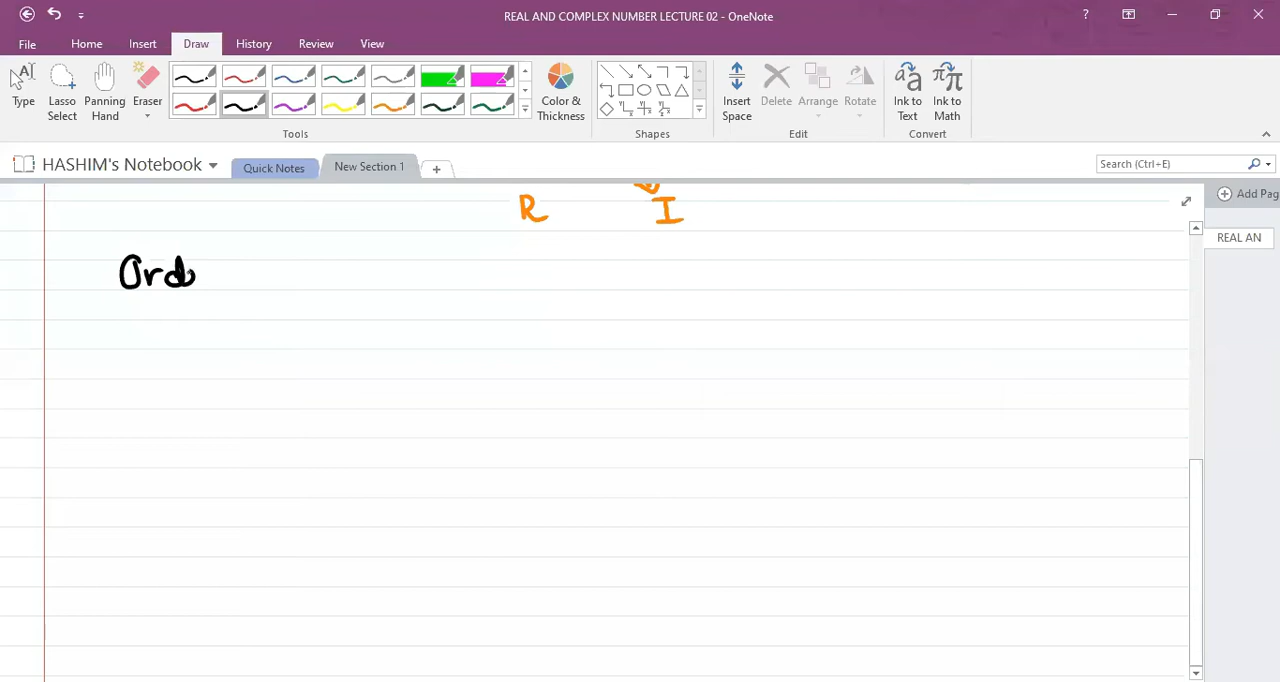 REAL AND COMPLEX NUMBER LECTURE 02 - OneNote
?
File Home Insert Draw History Review View
Type
Lasso Select
Panning Hand
Eraser
Color & Thickness
Insert Space
Delete
Arrange
Rotate
Ink to Text
Ink to Math
Tools
Shapes
Edit
Convert
HASHIM's Notebook
Quick Notes
New Section 1
Search (Ctrl+E)
Add Pag
REAL AN
R I
Ord